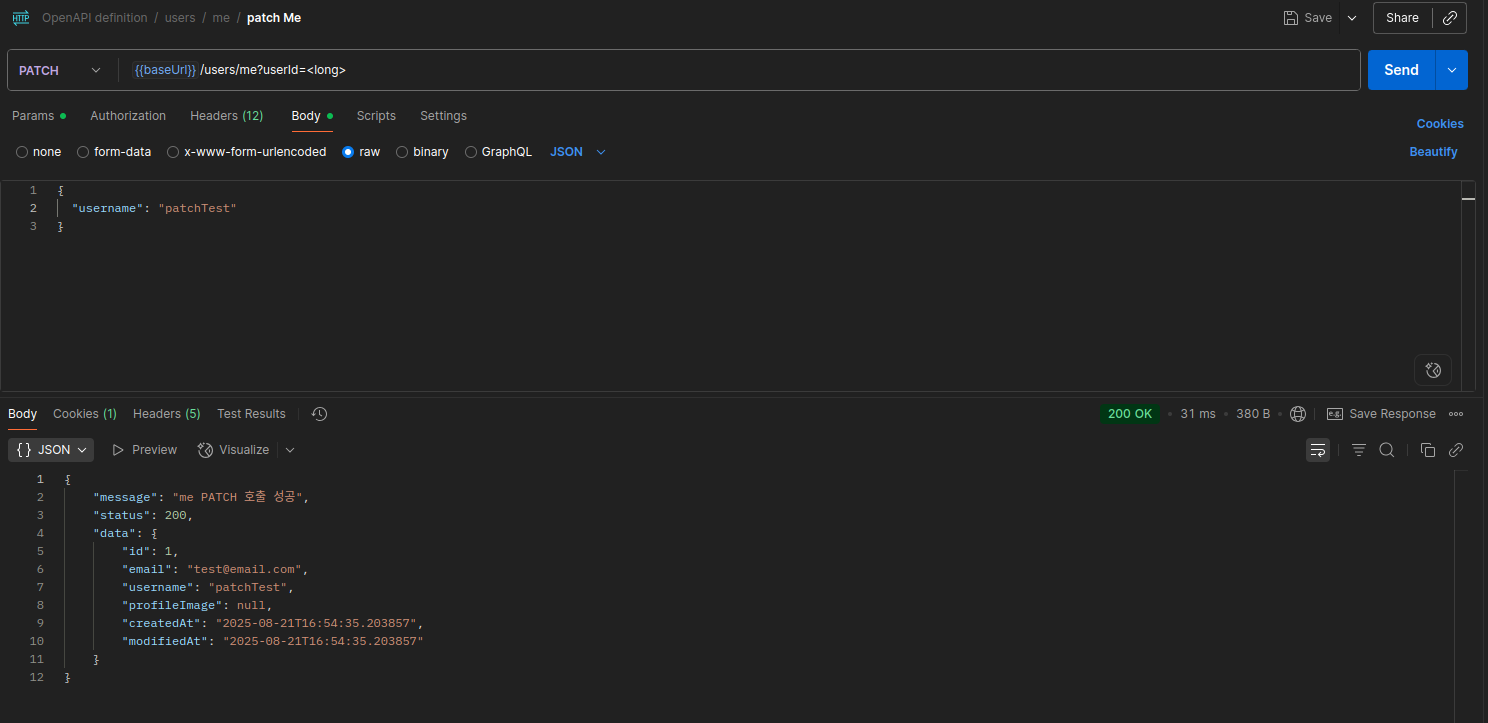 HTTP OpenAPI definition / users / me / patch Me Save Share
PATCH {{baseUrl}}/users/me?userId=<long> Send
Params Authorization Headers (12) Body Scripts Settings Cookies
none form-data x-www-form-urlencoded raw binary GraphQL JSON Beautify
1 {
2 "username": "patchTest"
3 }
Body Cookies (1) Headers (5) Test Results 200 OK • 31 ms • 380 B • e.g. Save Response
{} JSON Preview Visualize
1 {
2 "message": "me PATCH 호출 성공",
3 "status": 200,
4 "data": {
5 "id": 1,
6 "email": "test@email.com",
7 "username": "patchTest",
8 "profileImage": null,
9 "createdAt": "2025-08-21T16:54:35.203857",
10 "modifiedAt": "2025-08-21T16:54:35.203857"
11 }
12 }